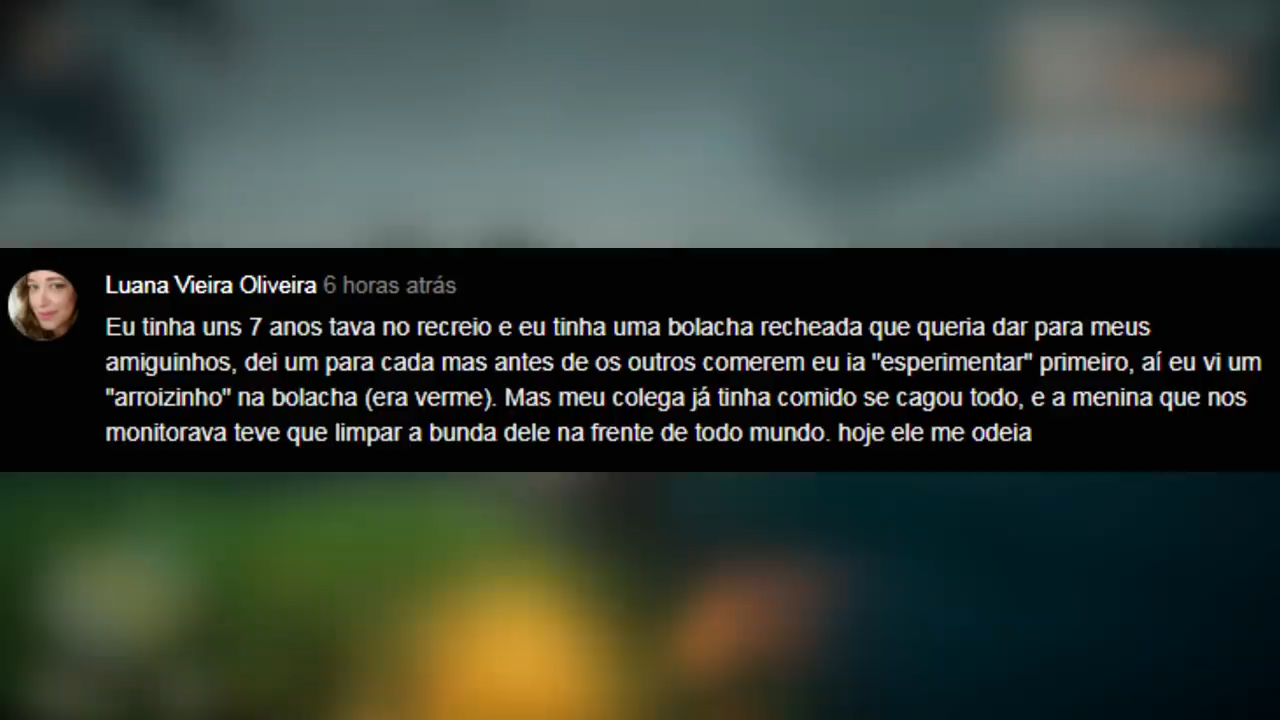 Luana Vieira Oliveira 6 horas atrás
Eu tinha uns 7 anos tava no recreio e eu tinha uma bolacha recheada que queria dar para meus
amiguinhos, dei um para cada mas antes de os outros comerem eu ia "esperimentar" primeiro, aí eu vi um
"arroizinho" na bolacha (era verme). Mas meu colega já tinha comido se cagou todo, e a menina que nos
monitorava teve que limpar a bunda dele na frente de todo mundo. hoje ele me odeia